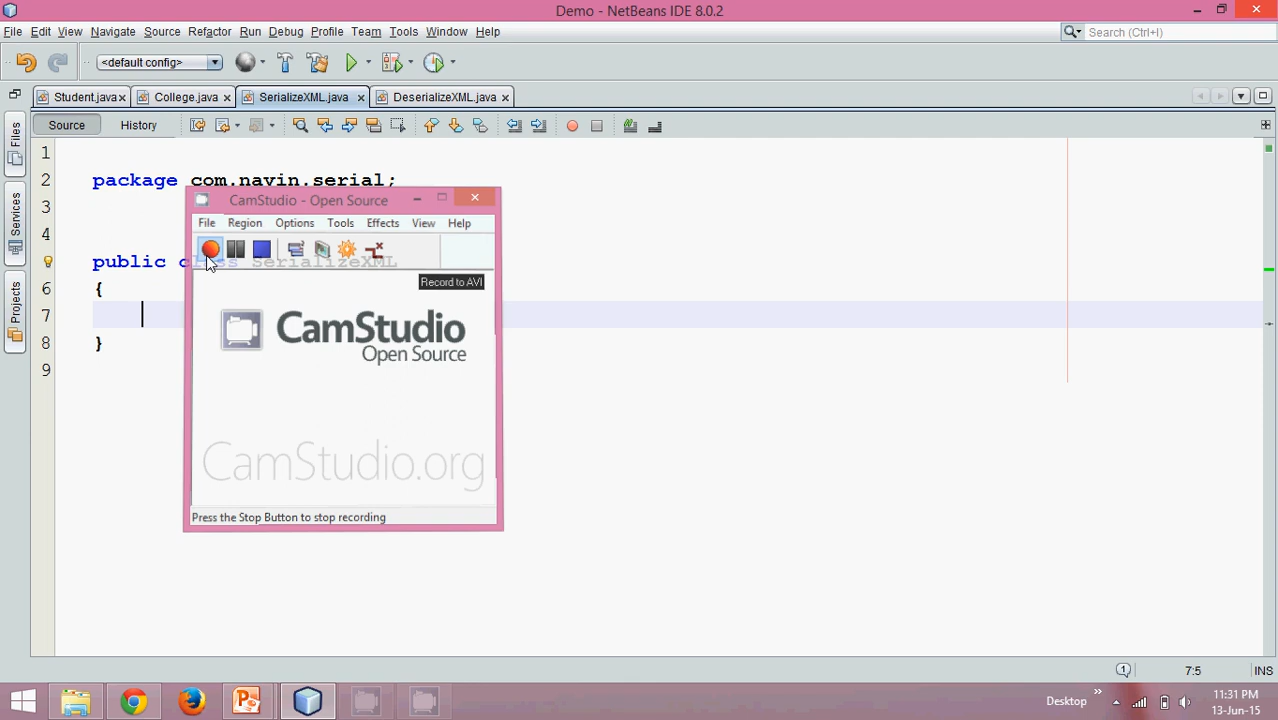 Demo - NetBeans IDE 8.0.2
File Edit View Navigate Source Refactor Run Debug Profile Team Tools Window Help
Search (Ctrl+I)
<default config>
Student.java College.java SerializeXML.java DeserializeXML.java
Source History
Files
Services
Projects
1
2 package com.navin.serial;
3
4
public class SerializeXML
6 {
7
8 }
9
CamStudio - Open Source
File Region Options Tools Effects View Help
Record to AVI
CamStudio
Open Source
CamStudio.org
Press the Stop Button to stop recording
1 7:5 INS
Desktop
11:31 PM
13-Jun-15